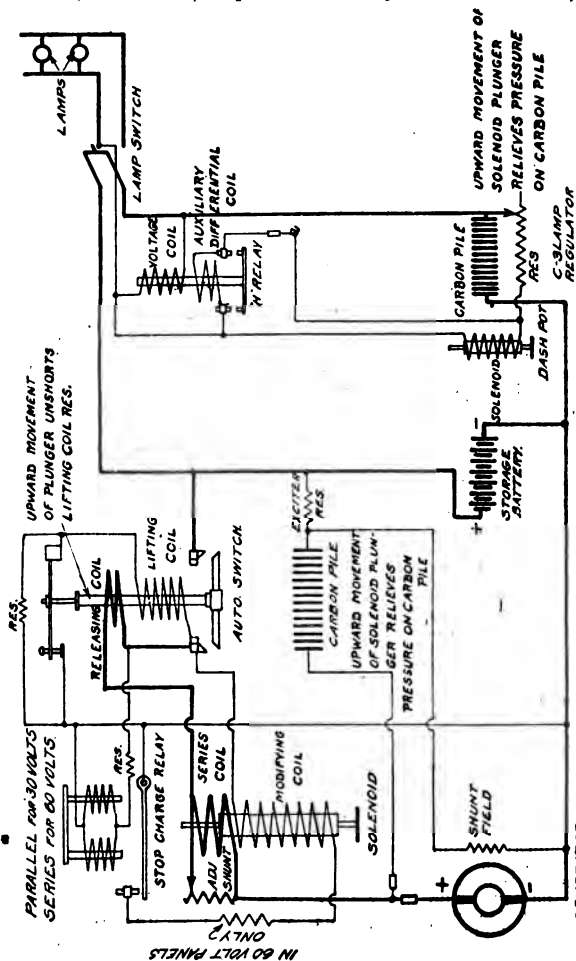 LAMPS
LAMP SWITCH
UPWARD MOVEMENT
OF PLUNGER UNSHORTS
LIFTING COIL RES.
RES.
PARALLEL FOR 30 VOLTS
SERIES FOR 60 VOLTS.
RELEASING COIL
LIFTING
COIL
AUTO. SWITCH.
VOLTAGE
COIL
AUXILIARY
DIFFERENTIAL
COIL
RELAY
UPWARD MOVEMENT OF
SOLENOID PLUNGER
RELIEVES PRESSURE
ON CARBON PILE
RES.
STOP CHARGE RELAY
SERIES
COIL
ADJ
SHUNT
MODIFYING
COIL
SOLENOID
IN 60 VOLT PANELS
ONLY
EXCITER
RES.
CARBON PILE
UPWARD MOVEMENT
OF SOLENOID PLUN-
GER RELIEVES
PRESSURE ON CARBON
PILE
CARBON PILE
RES
C-3 LAMP
REGULATOR
SOLENOID
DASH POT
+ -
STORAGE
BATTERY.
SHUNT
FIELD
+ -